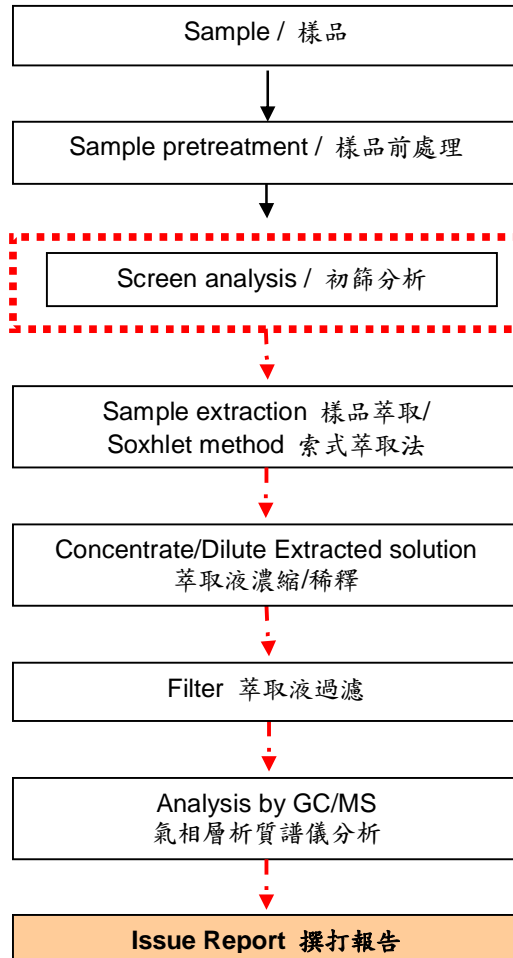 Sample / 樣品
Sample pretreatment / 樣品前處理
Screen analysis / 初篩分析
Sample extraction 樣品萃取/
Soxhlet method 索式萃取法
Concentrate/Dilute Extracted solution
萃取液濃縮/稀釋
Filter 萃取液過濾
Analysis by GC/MS
氣相層析質譜儀分析
Issue Report 撰打報告